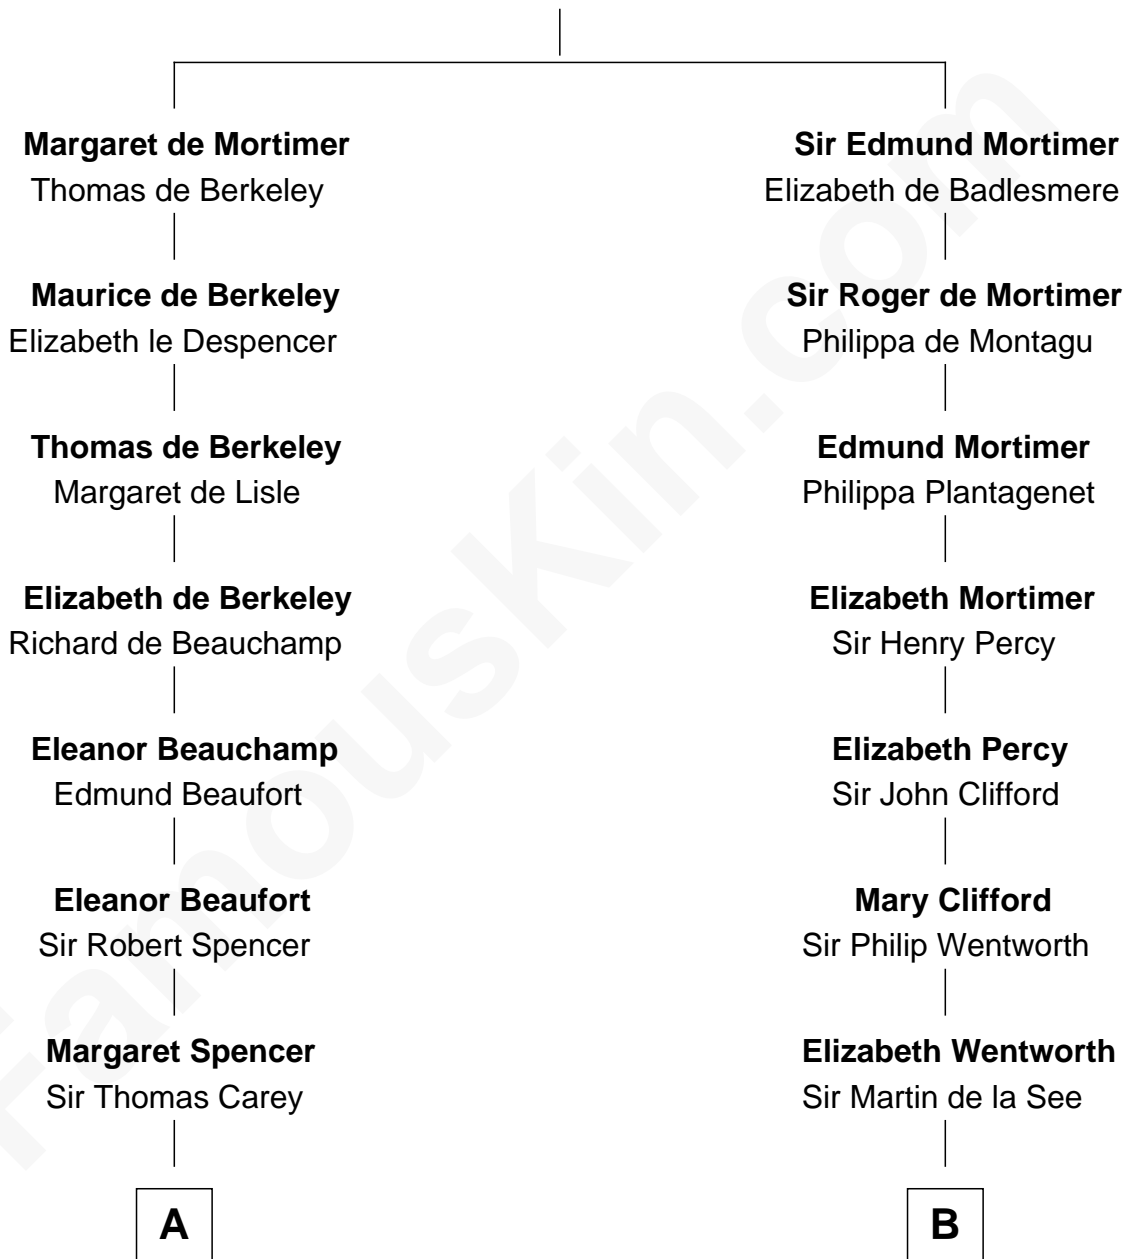 Margaret de Mortimer
Thomas de Berkeley
Maurice de Berkeley
Elizabeth le Despencer
Thomas de Berkeley
Margaret de Lisle
Elizabeth de Berkeley
Richard de Beauchamp
Eleanor Beauchamp
Edmund Beaufort
Eleanor Beaufort
Sir Robert Spencer
Margaret Spencer
Sir Thomas Carey
A
Sir Edmund Mortimer
Elizabeth de Badlesmere
Sir Roger de Mortimer
Philippa de Montagu
Edmund Mortimer
Philippa Plantagenet
Elizabeth Mortimer
Sir Henry Percy
Elizabeth Percy
Sir John Clifford
Mary Clifford
Sir Philip Wentworth
Elizabeth Wentworth
Sir Martin de la See
B
FamousKin.com